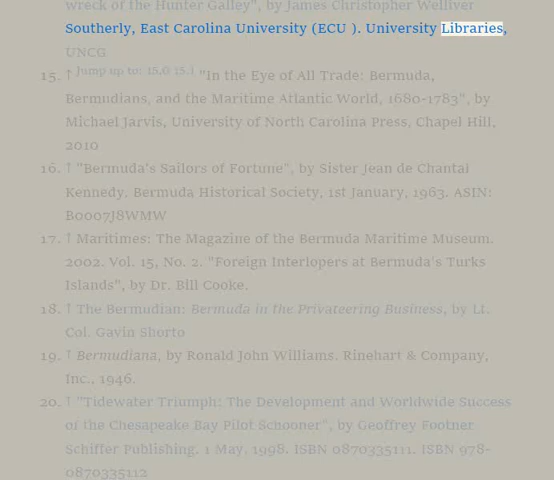 wreck of the Hunter Galley", by James Christopher Welliver
Southerly, East Carolina University (ECU ). University Libraries,
UNCG
15. ↑ Jump up to: 15.0 15.1 "In the Eye of All Trade: Bermuda,
Bermudians, and the Maritime Atlantic World, 1680-1783", by
Michael Jarvis, University of North Carolina Press, Chapel Hill,
2010
16. ↑ "Bermuda's Sailors of Fortune", by Sister Jean de Chantal
Kennedy. Bermuda Historical Society, 1st January, 1963. ASIN:
B0007J8WMW
17. ↑ Maritimes: The Magazine of the Bermuda Maritime Museum.
2002. Vol. 15, No. 2. "Foreign Interlopers at Bermuda's Turks
Islands", by Dr. Bill Cooke.
18. ↑ The Bermudian: Bermuda in the Privateering Business, by Lt.
Col. Gavin Shorto
19. ↑ Bermudiana, by Ronald John Williams. Rinehart & Company,
Inc., 1946.
20. ↑ "Tidewater Triumph: The Development and Worldwide Success
of the Chesapeake Bay Pilot Schooner", by Geoffrey Footner
Schiffer Publishing. 1 May, 1998. ISBN 0870335111. ISBN 978-
0870335112